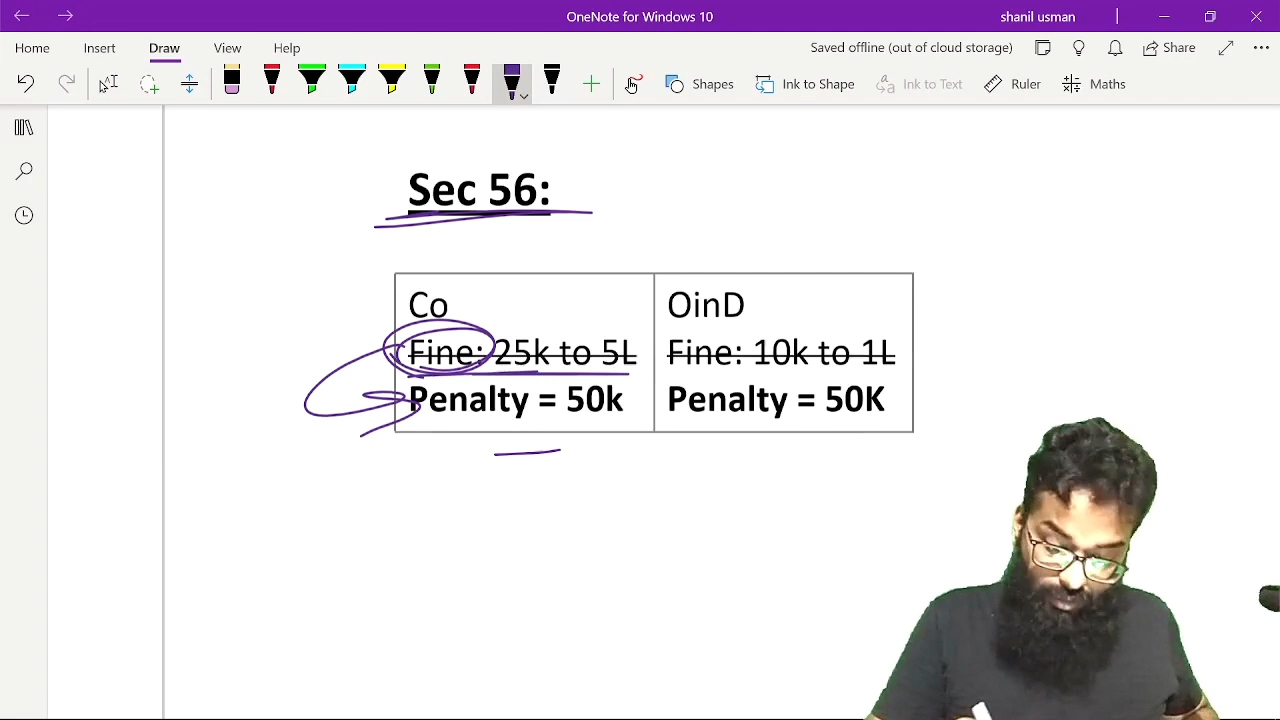 OneNote for Windows 10
shanil usman
Home Insert Draw View Help
Saved offline (out of cloud storage)
Share
Shapes
Ink to Shape
Ink to Text
Ruler
Maths
Sec 56:
Co
Fine: 25k to 5L
Penalty = 50k
OinD
Fine: 10k to 1L
Penalty = 50K